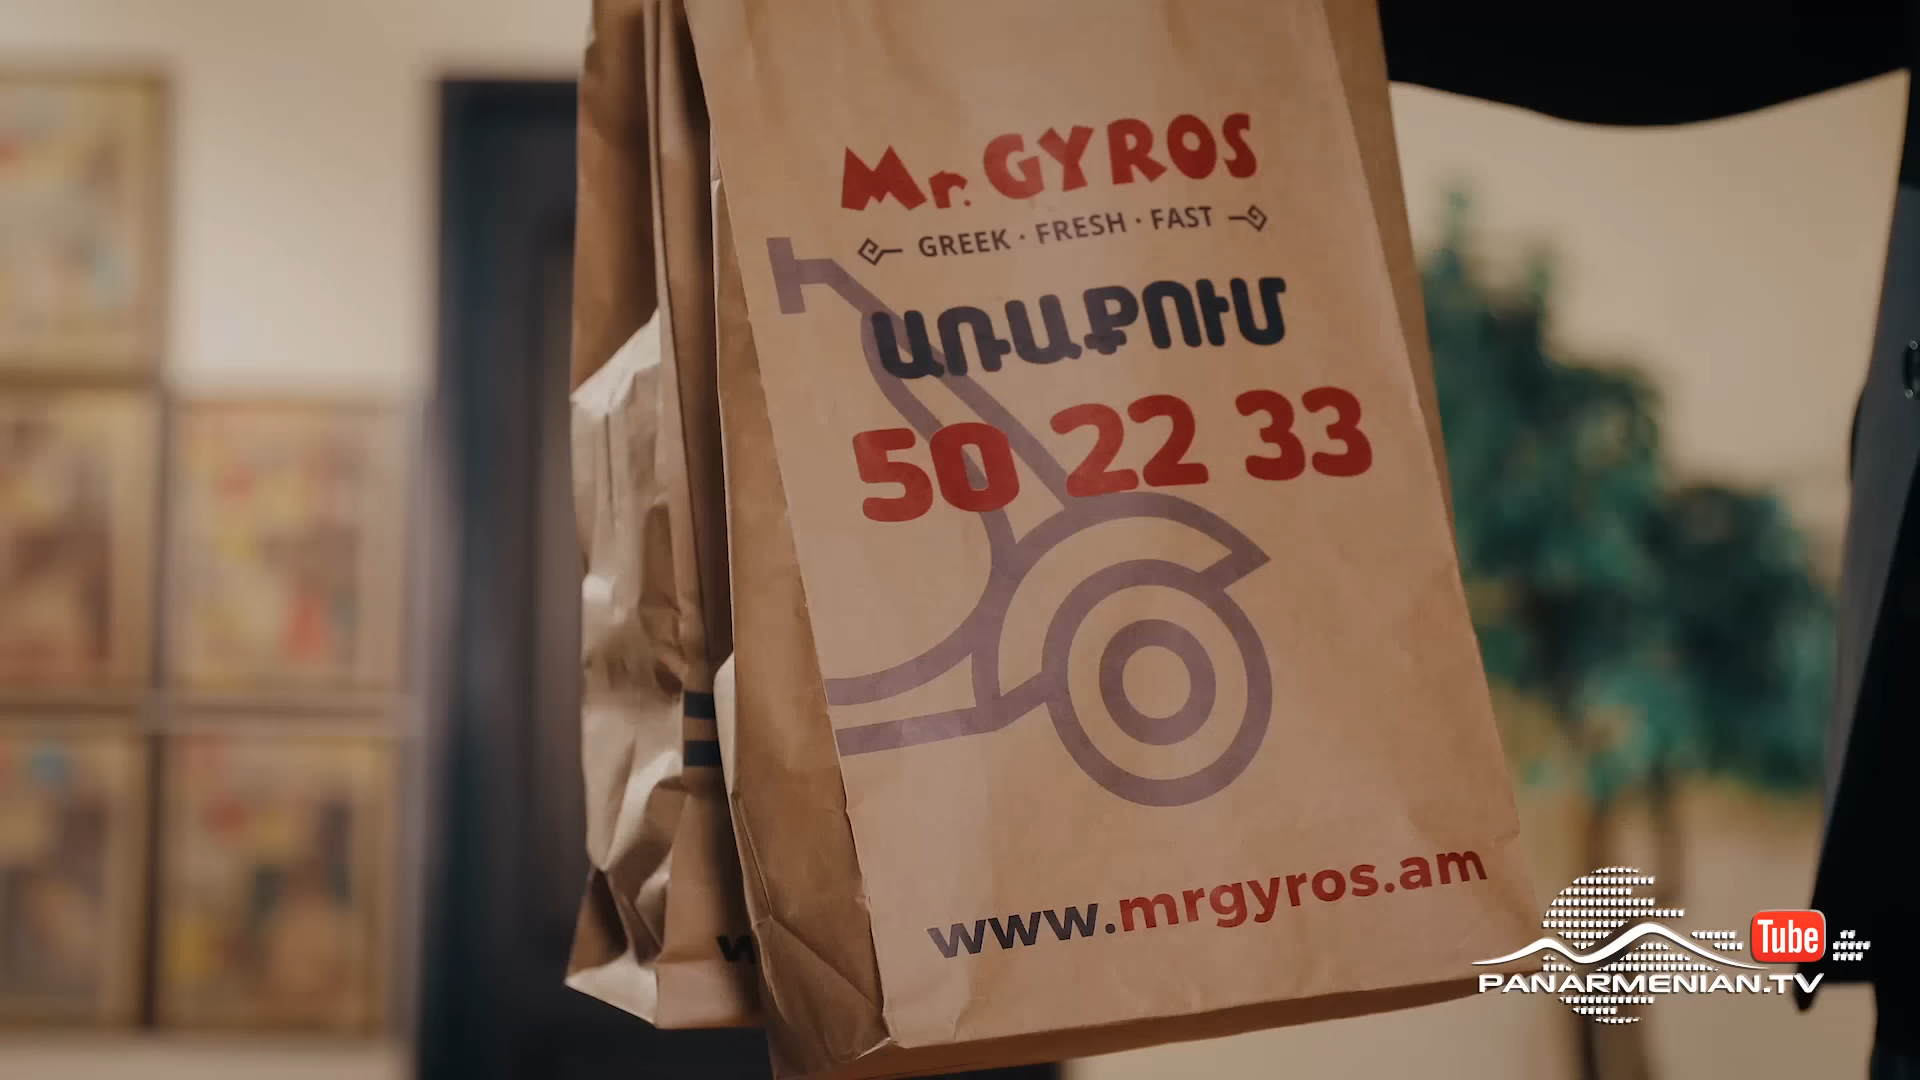 Mr. GYROS
GREEK · FRESH · FAST
ԱՌԱՔՈՒՄ
50 22 33
www.mrgyros.am
w
Tube
PANARMENIAN.TV